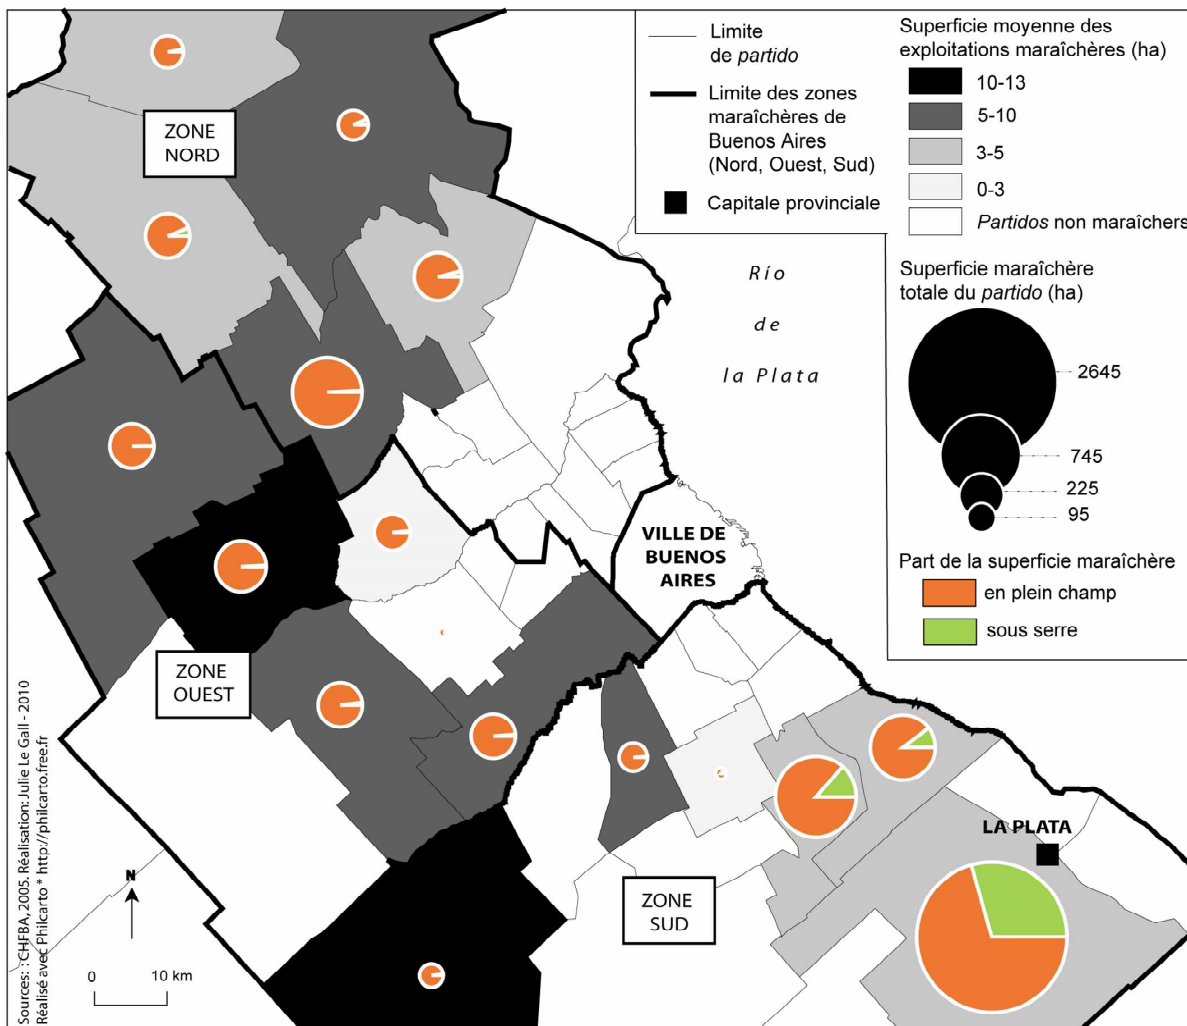 Limite
de partido
Limite des zones
maraîchères de
Buenos Aires
(Nord, Ouest, Sud)
Capitale provinciale
Superficie moyenne des
exploitations maraîchères (ha)
10-13
5-10
3-5
0-3
Partidos non maraîchers
Superficie maraîchère
totale du partido (ha)
2645
745
225
95
Part de la superficie maraîchère
en plein champ
sous serre
ZONE
NORD
Río
de
la Plata
VILLE DE
BUENOS
AIRES
ZONE
OUEST
LA PLATA
ZONE
SUD
N
0 10 km
Sources: : CHFBA, 2005. Réalisation: Julie Le Gall - 2010
Réalisé avec Philcarto * http://philcarto.free.fr